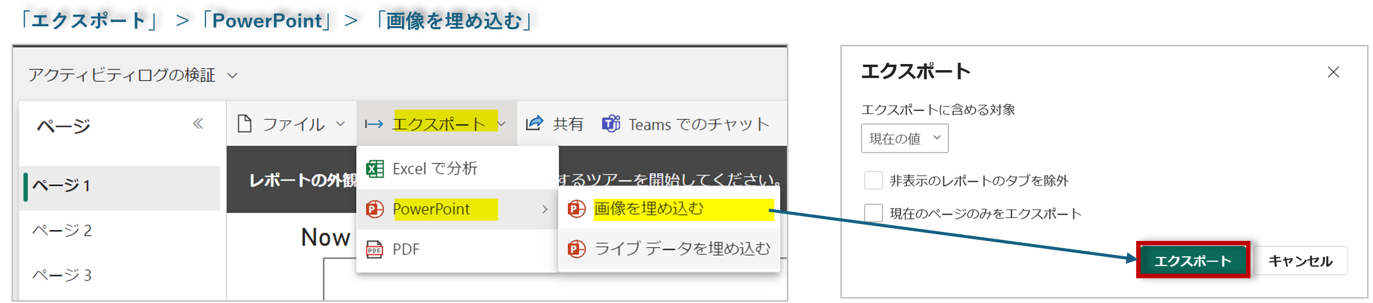 「エクスポート」 ＞「PowerPoint」＞ 「画像を埋め込む」
アクティビティログの検証
ページ
ファイル エクスポート 共有 Teams でのチャット
Excel で分析
レポートの外観 するツアーを開始してください。
ページ 1
PowerPoint
画像を埋め込む
ページ 2
Now
PDF
ライブ データを埋め込む
ページ 3
エクスポート
エクスポートに含める対象
現在の値
非表示のレポートのタブを除外
現在のページのみをエクスポート
エクスポート キャンセル